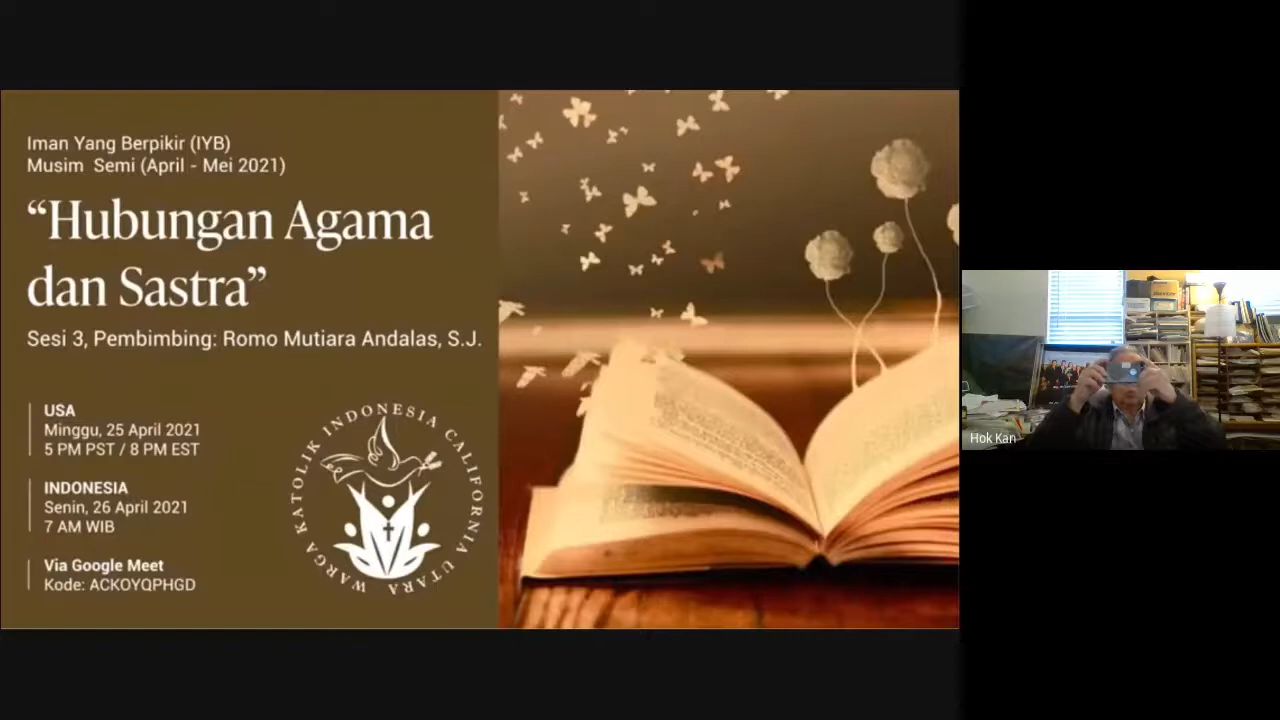 Iman Yang Berpikir (IYB)
Musim Semi (April - Mei 2021)
“Hubungan Agama
dan Sastra”
Sesi 3, Pembimbing: Romo Mutiara Andalas, S.J.
USA
Minggu, 25 April 2021
5 PM PST / 8 PM EST
INDONESIA
Senin, 26 April 2021
7 AM WIB
Via Google Meet
Kode: ACKOYQPHGD
WARGA KATOLIK INDONESIA CALIFORNIA UTARA
Hok Kan